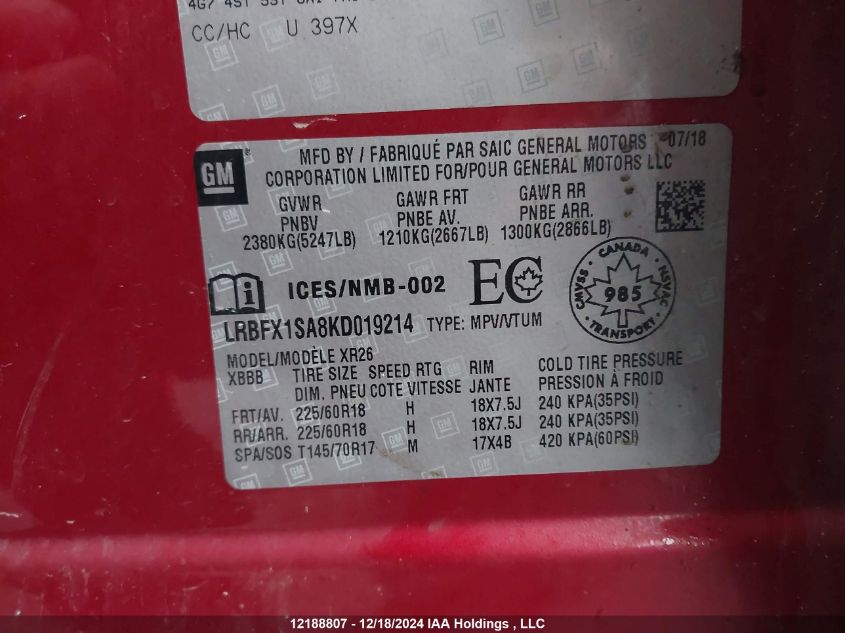 CC/HC U 397X
GM
MFD BY / FABRIQUÉ PAR SAIC GENERAL MOTORS 07/18
CORPORATION LIMITED FOR/POUR GENERAL MOTORS LLC
GVWR GAWR FRT GAWR RR
PNBV PNBE AV. PNBE ARR.
2380KG(5247LB) 1210KG(2667LB) 1300KG(2866LB)
i ICES/NMB-002 EC
CANADA
CMVSS 985 NSVAC
TRANSPORT
LRBFX1SA8KD019214 TYPE: MPV/VTUM
MODEL/MODÈLE XR26
XBBB TIRE SIZE SPEED RTG RIM COLD TIRE PRESSURE
DIM. PNEU COTE VITESSE JANTE PRESSION À FROID
FRT/AV. 225/60R18 H 18X7.5J 240 KPA(35PSI)
RR/ARR. 225/60R18 H 18X7.5J 240 KPA(35PSI)
SPA/SOS T145/70R17 M 17X4B 420 KPA(60PSI)
12188807 - 12/18/2024 IAA Holdings , LLC